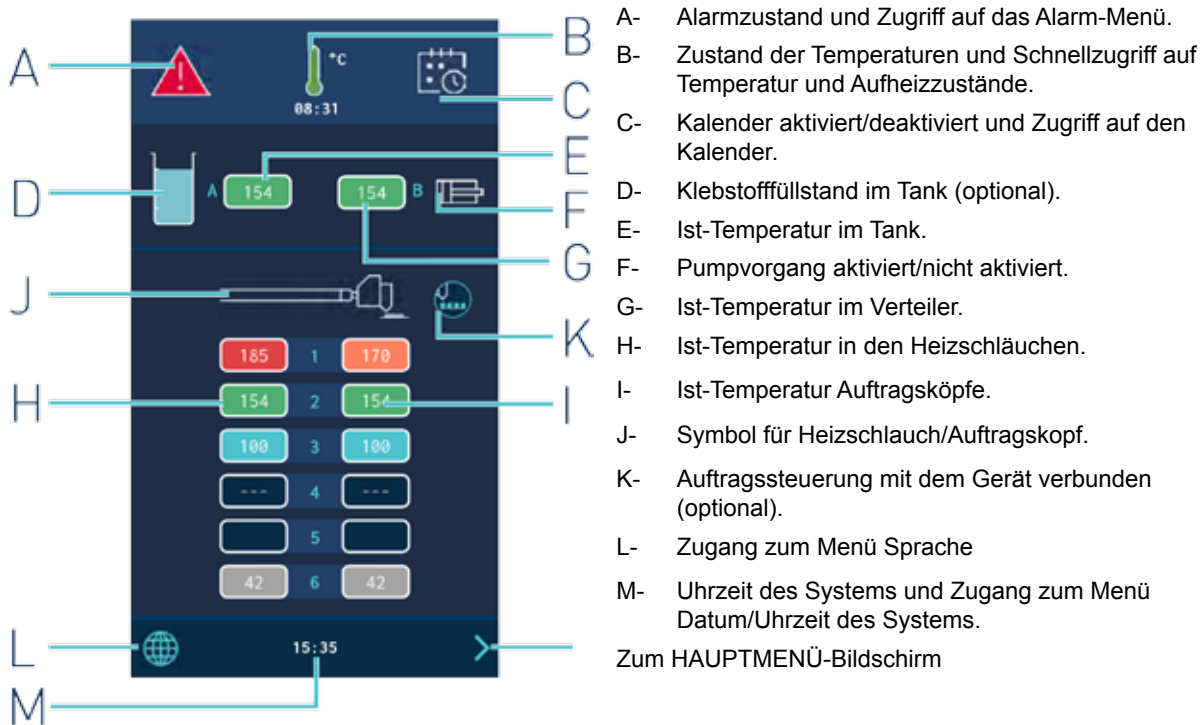 A
B
C
D
E
F
G
J
K
H
I
L
M
°C
08:31
A 154 154 B
185 1 170
154 2 154
100 3 100
--- 4 ---
5
42 6 42
15:35
A- Alarmzustand und Zugriff auf das Alarm-Menü.
B- Zustand der Temperaturen und Schnellzugriff auf
Temperatur und Aufheizzustände.
C- Kalender aktiviert/deaktiviert und Zugriff auf den
Kalender.
D- Klebstofffüllstand im Tank (optional).
E- Ist-Temperatur im Tank.
F- Pumpvorgang aktiviert/nicht aktiviert.
G- Ist-Temperatur im Verteiler.
H- Ist-Temperatur in den Heizschläuchen.
I- Ist-Temperatur Auftragsköpfe.
J- Symbol für Heizschlauch/Auftragskopf.
K- Auftragssteuerung mit dem Gerät verbunden
(optional).
L- Zugang zum Menü Sprache
M- Uhrzeit des Systems und Zugang zum Menü
Datum/Uhrzeit des Systems.
Zum HAUPTMENÜ-Bildschirm